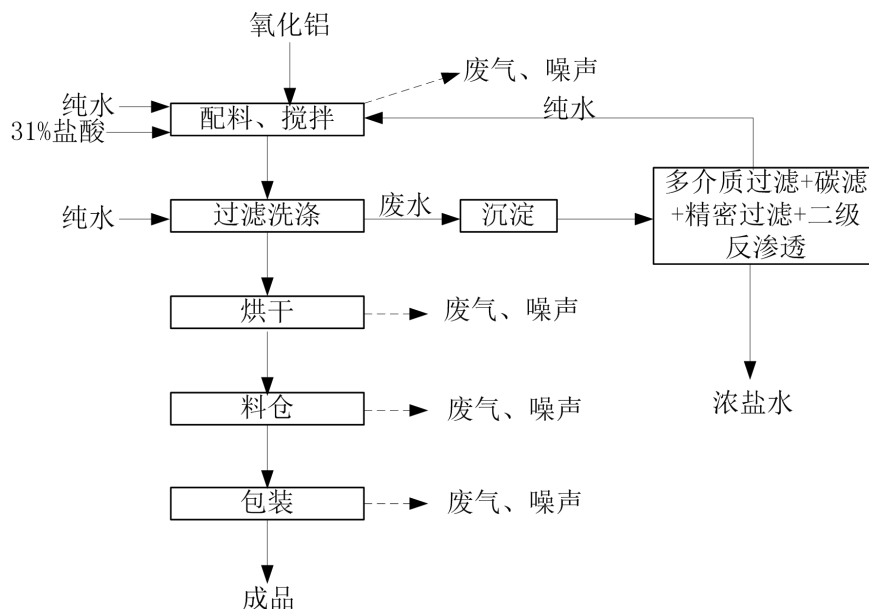 氧化铝
废气、噪声
纯水
31%盐酸
配料、搅拌
纯水
纯水
过滤洗涤
废水
沉淀
多介质过滤+碳滤
+精密过滤+二级
反渗透
烘干
废气、噪声
料仓
废气、噪声
浓盐水
包装
废气、噪声
成品